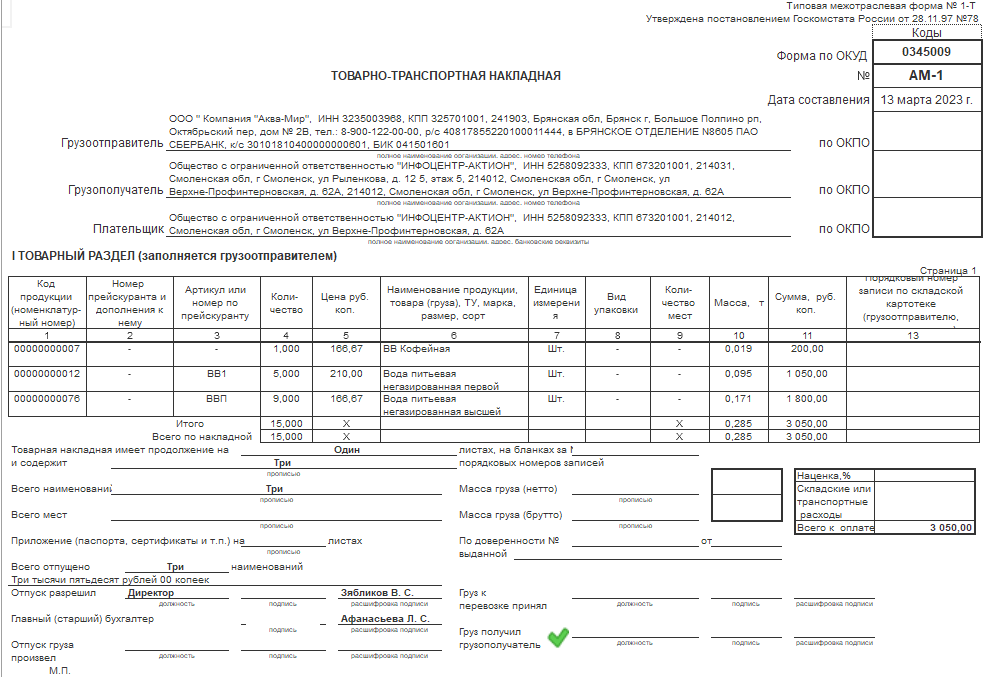 Типовая межотраслевая форма № 1-Т
Утверждена постановлением Госкомстата России от 28.11.97 №78
Коды
Форма по ОКУД 0345009
ТОВАРНО-ТРАНСПОРТНАЯ НАКЛАДНАЯ № АМ-1
Дата составления 13 марта 2023 г.
ООО " Компания "Аква-Мир", ИНН 3235003968, КПП 325701001, 241903, Брянская обл, Брянск г, Большое Полпино рп,
Октябрьский пер, дом № 2В, тел.: 8-900-122-00-00, р/с 40817855220100011444, в БРЯНСКОЕ ОТДЕЛЕНИЕ N8605 ПАО
Грузоотправитель СБЕРБАНК, к/с 30101810400000000601, БИК 041501601 по ОКПО
полное наименование организации, адрес, номер телефона
Общество с ограниченной ответственностью "ИНФОЦЕНТР-АКТИОН", ИНН 5258092333, КПП 673201001, 214031,
Смоленская обл, г Смоленск, ул Рыленкова, д. 12 5, этаж 5, 214012, Смоленская обл, г Смоленск, ул
Грузополучатель Верхне-Профинтерновская, д. 62А, 214012, Смоленская обл, г Смоленск, ул Верхне-Профинтерновская, д. 62А по ОКПО
полное наименование организации, адрес, номер телефона
Общество с ограниченной ответственностью "ИНФОЦЕНТР-АКТИОН", ИНН 5258092333, КПП 673201001, 214012,
Плательщик Смоленская обл, г Смоленск, ул Верхне-Профинтерновская, д. 62А по ОКПО
полное наименование организации, адрес, банковские реквизиты
I ТОВАРНЫЙ РАЗДЕЛ (заполняется грузоотправителем)
Страница 1
Код продукции (номенклатур-ный номер) Номер прейскуранта и дополнения к нему Артикул или номер по прейскуранту Коли-чество Цена руб. коп. Наименование продукции, товара (груза), ТУ, марка, размер, сорт Единица измерения Вид упаковки Коли-чество мест Масса, т Сумма, руб. коп. Порядковый номер записи по складской картотеке (грузоотправителю,
1 2 3 4 5 6 7 8 9 10 11 13
00000000007 - - 1,000 166,67 ВВ Кофейная Шт. - - 0,019 200,00
00000000012 - ВВ1 5,000 210,00 Вода питьевая негазированная первой Шт. - - 0,095 1 050,00
00000000076 - ВВП 9,000 166,67 Вода питьевая негазированная высшей Шт. - - 0,171 1 800,00
Итого 15,000 Х Х 0,285 3 050,00
Всего по накладной 15,000 Х Х 0,285 3 050,00
Товарная накладная имеет продолжение на Один листах, на бланках за
и содержит Три порядковых номеров записей
прописью
Всего наименований Три Масса груза (нетто)
прописью прописью
Всего мест Масса груза (брутто)
прописью прописью
Наценка,%
Складские или
транспортные
расходы
Всего к оплате 3 050,00
Приложение (паспорта, сертификаты и т.п.) на листах По доверенности № от
прописью выданной
Всего отпущено Три наименований
Три тысячи пятьдесят рублей 00 копеек
Отпуск разрешил Директор Зябликов В. С. Груз к
должность подпись расшифровка подписи перевозке принял должность подпись расшифровка подписи
Главный (старший) бухгалтер Афанасьева Л. С.
подпись расшифровка подписи
Груз получил
грузополучатель должность подпись расшифровка подписи
Отпуск груза
произвел должность подпись расшифровка подписи
М.П.